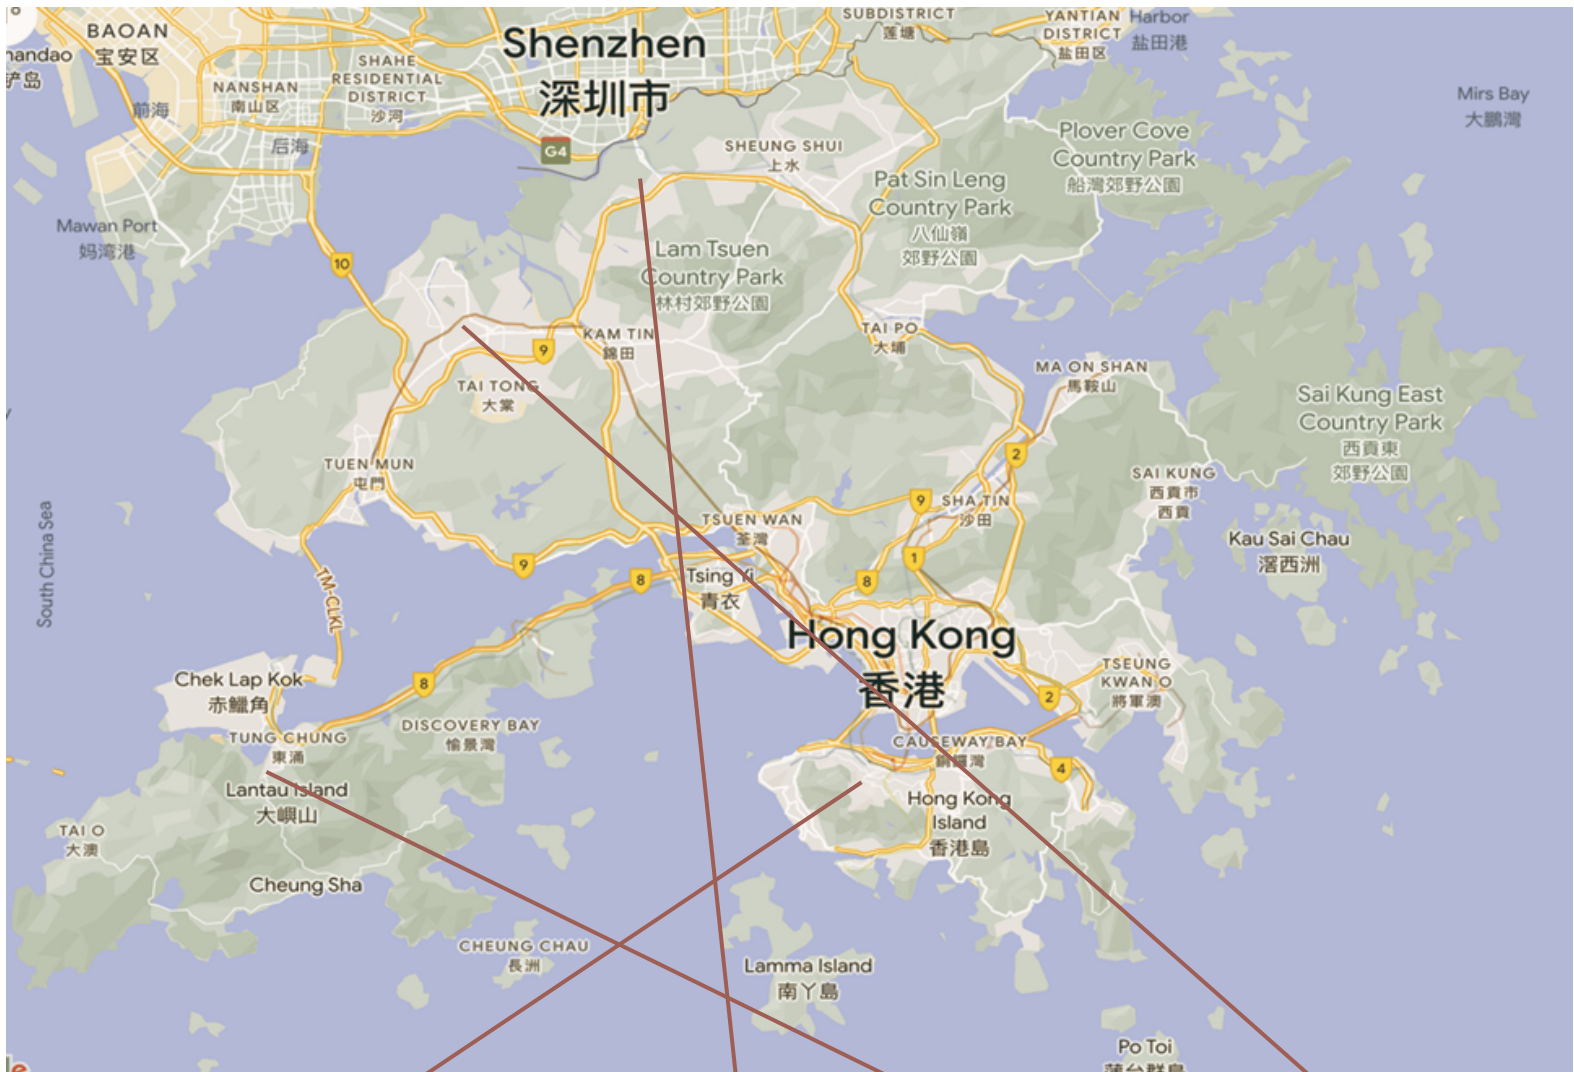 BAOAN
宝安区
Shenzhen
深圳市
SUBDISTRICT
莲塘
YANTIAN
DISTRICT
盐田区
Harbor
盐田港
SHAHE
RESIDENTIAL
DISTRICT
沙河
NANSHAN
南山区
前海
后海
G4
Mirs Bay
大鵬灣
Plover Cove
Country Park
船灣郊野公園
SHEUNG SHUI
上水
Pat Sin Leng
Country Park
八仙嶺
郊野公園
Mawan Port
妈湾港
10
Lam Tsuen
Country Park
林村郊野公園
KAM TIN
錦田
9
TAI PO
大埔
TAI TONG
大棠
MA ON SHAN
馬鞍山
Sai Kung East
Country Park
西貢東
郊野公園
TUEN MUN
屯門
2
SAI KUNG
西貢市
西貢
9
SHA TIN
沙田
TSUEN WAN
荃灣
Kau Sai Chau
滘西洲
South China Sea
9
8
8
1
Tsing Yi
青衣
TM-CLKL
Hong Kong
香港
Chek Lap Kok
赤鱲角
8
TSEUNG
KWAN O
將軍澳
2
TUNG CHUNG
東涌
DISCOVERY BAY
愉景灣
CAUSEWAY BAY
銅鑼灣
4
Lantau Island
大嶼山
Hong Kong
Island
香港島
TAI O
大澳
Cheung Sha
CHEUNG CHAU
長洲
Lamma Island
南丫島
Po Toi
蒲台群島